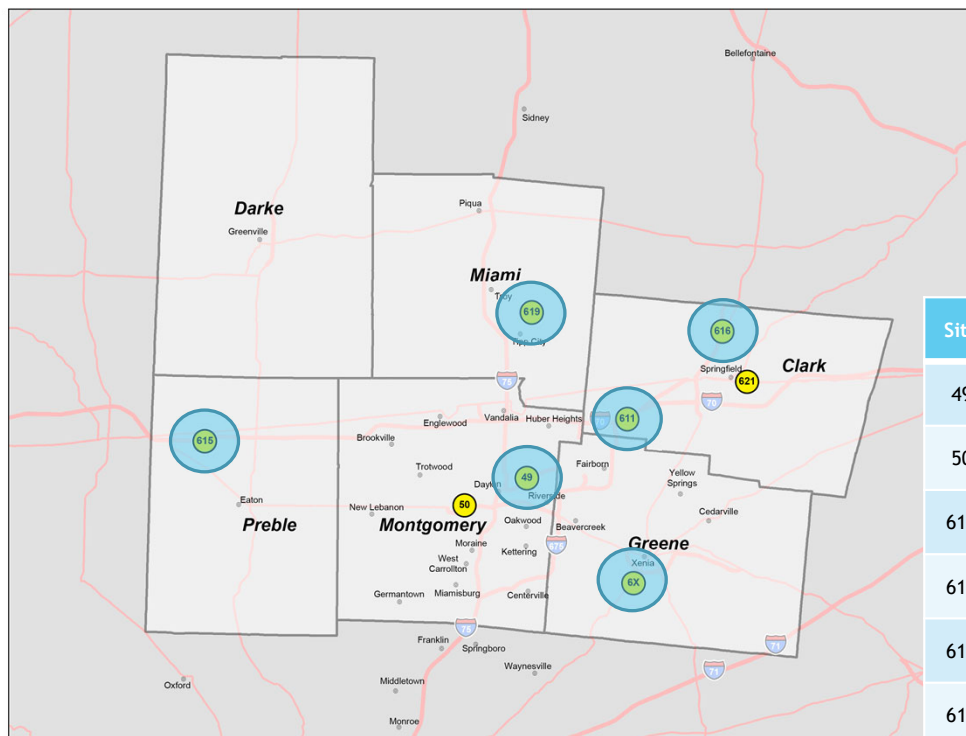 Bellefontaine
Sidney
Darke
Greenville
Piqua
Miami
Troy
619
Tipp City
616
Springfield
621
Clark
75
70
615
Vandalia
Englewood
Huber Heights
611
Brookville
Trotwood
Fairborn
Yellow
Springs
49
Dayton
Riverside
Eaton
Preble
New Lebanon
50
Montgomery
Oakwood
Beavercreek
Cedarville
Moraine
Kettering
675
Greene
Xenia
West
Carrollton
Miamisburg
6X
Germantown
Centerville
75
Franklin
Springboro
71
71
Waynesville
Oxford
Middletown
Monroe
Sit
49
50
61
61
61
61